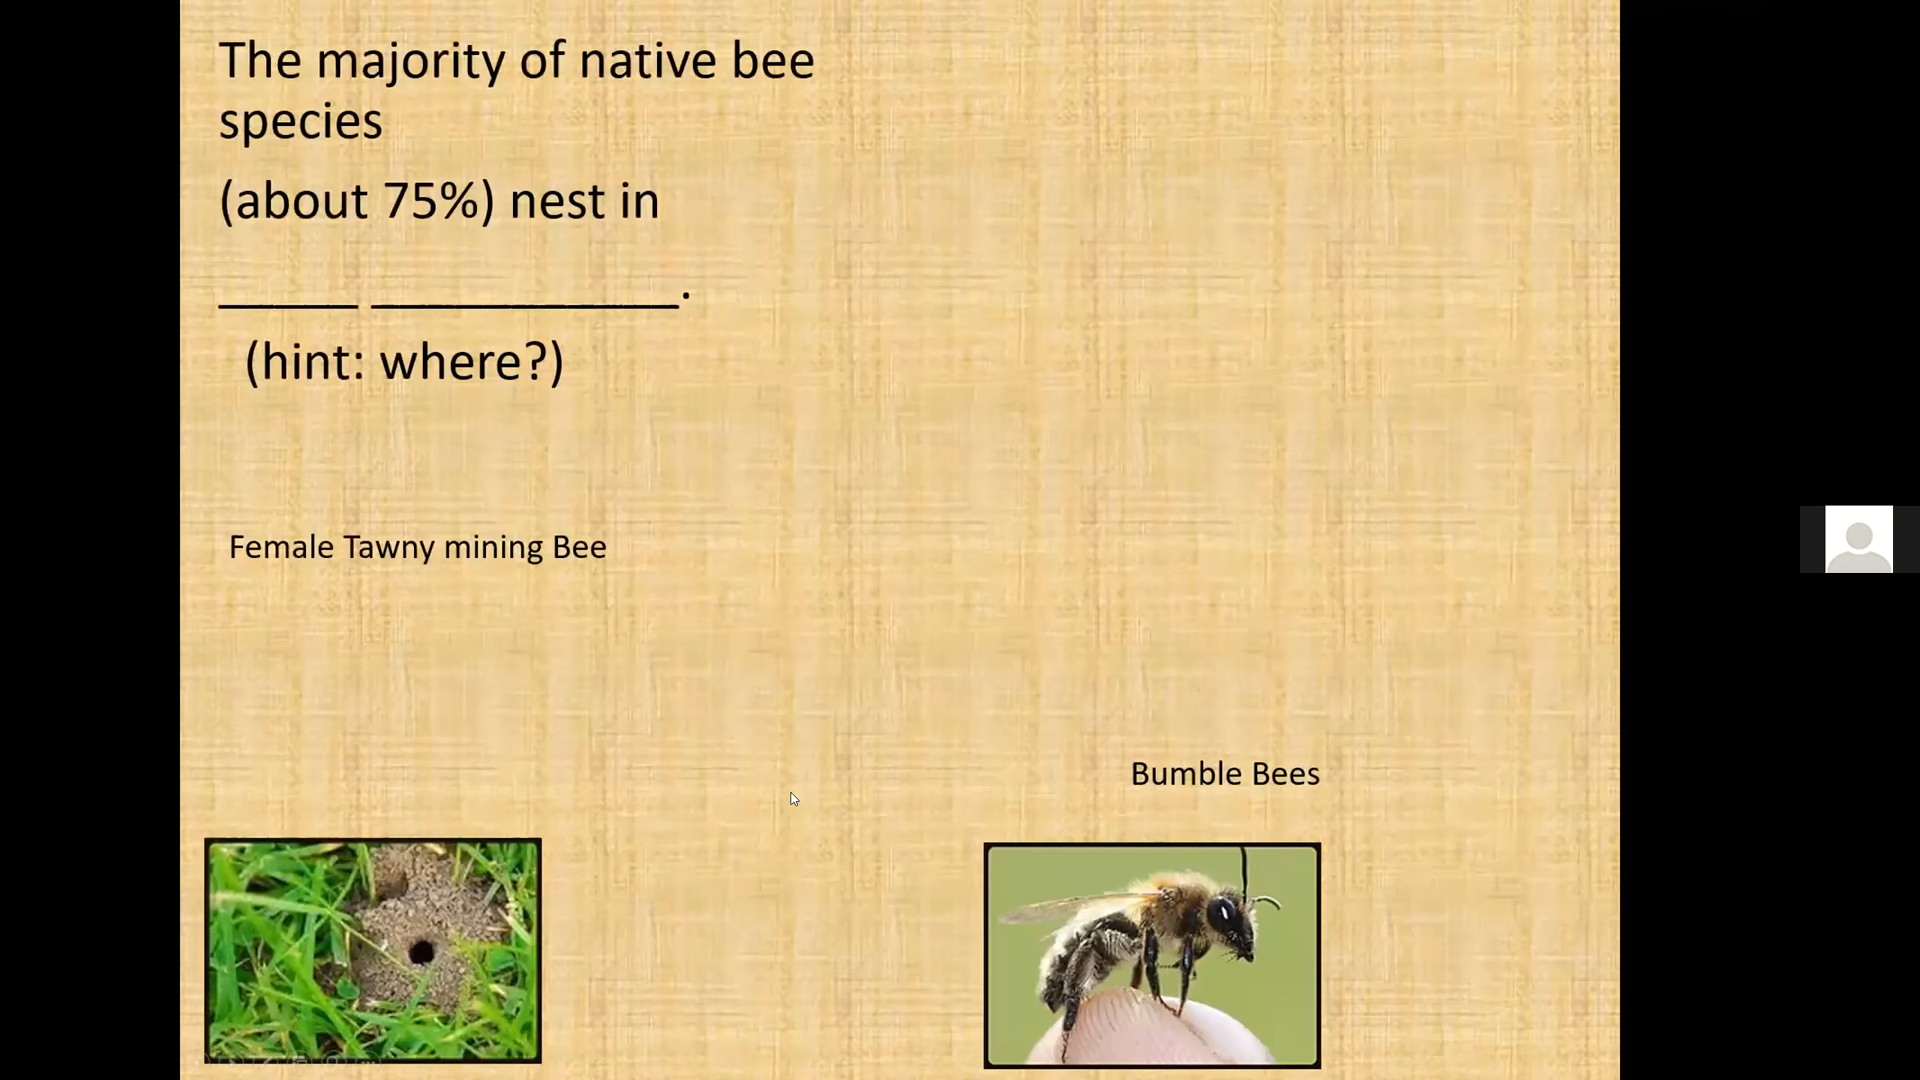 The majority of native bee
species
(about 75%) nest in
_____ ___________.
(hint: where?)
Female Tawny mining Bee
Bumble Bees